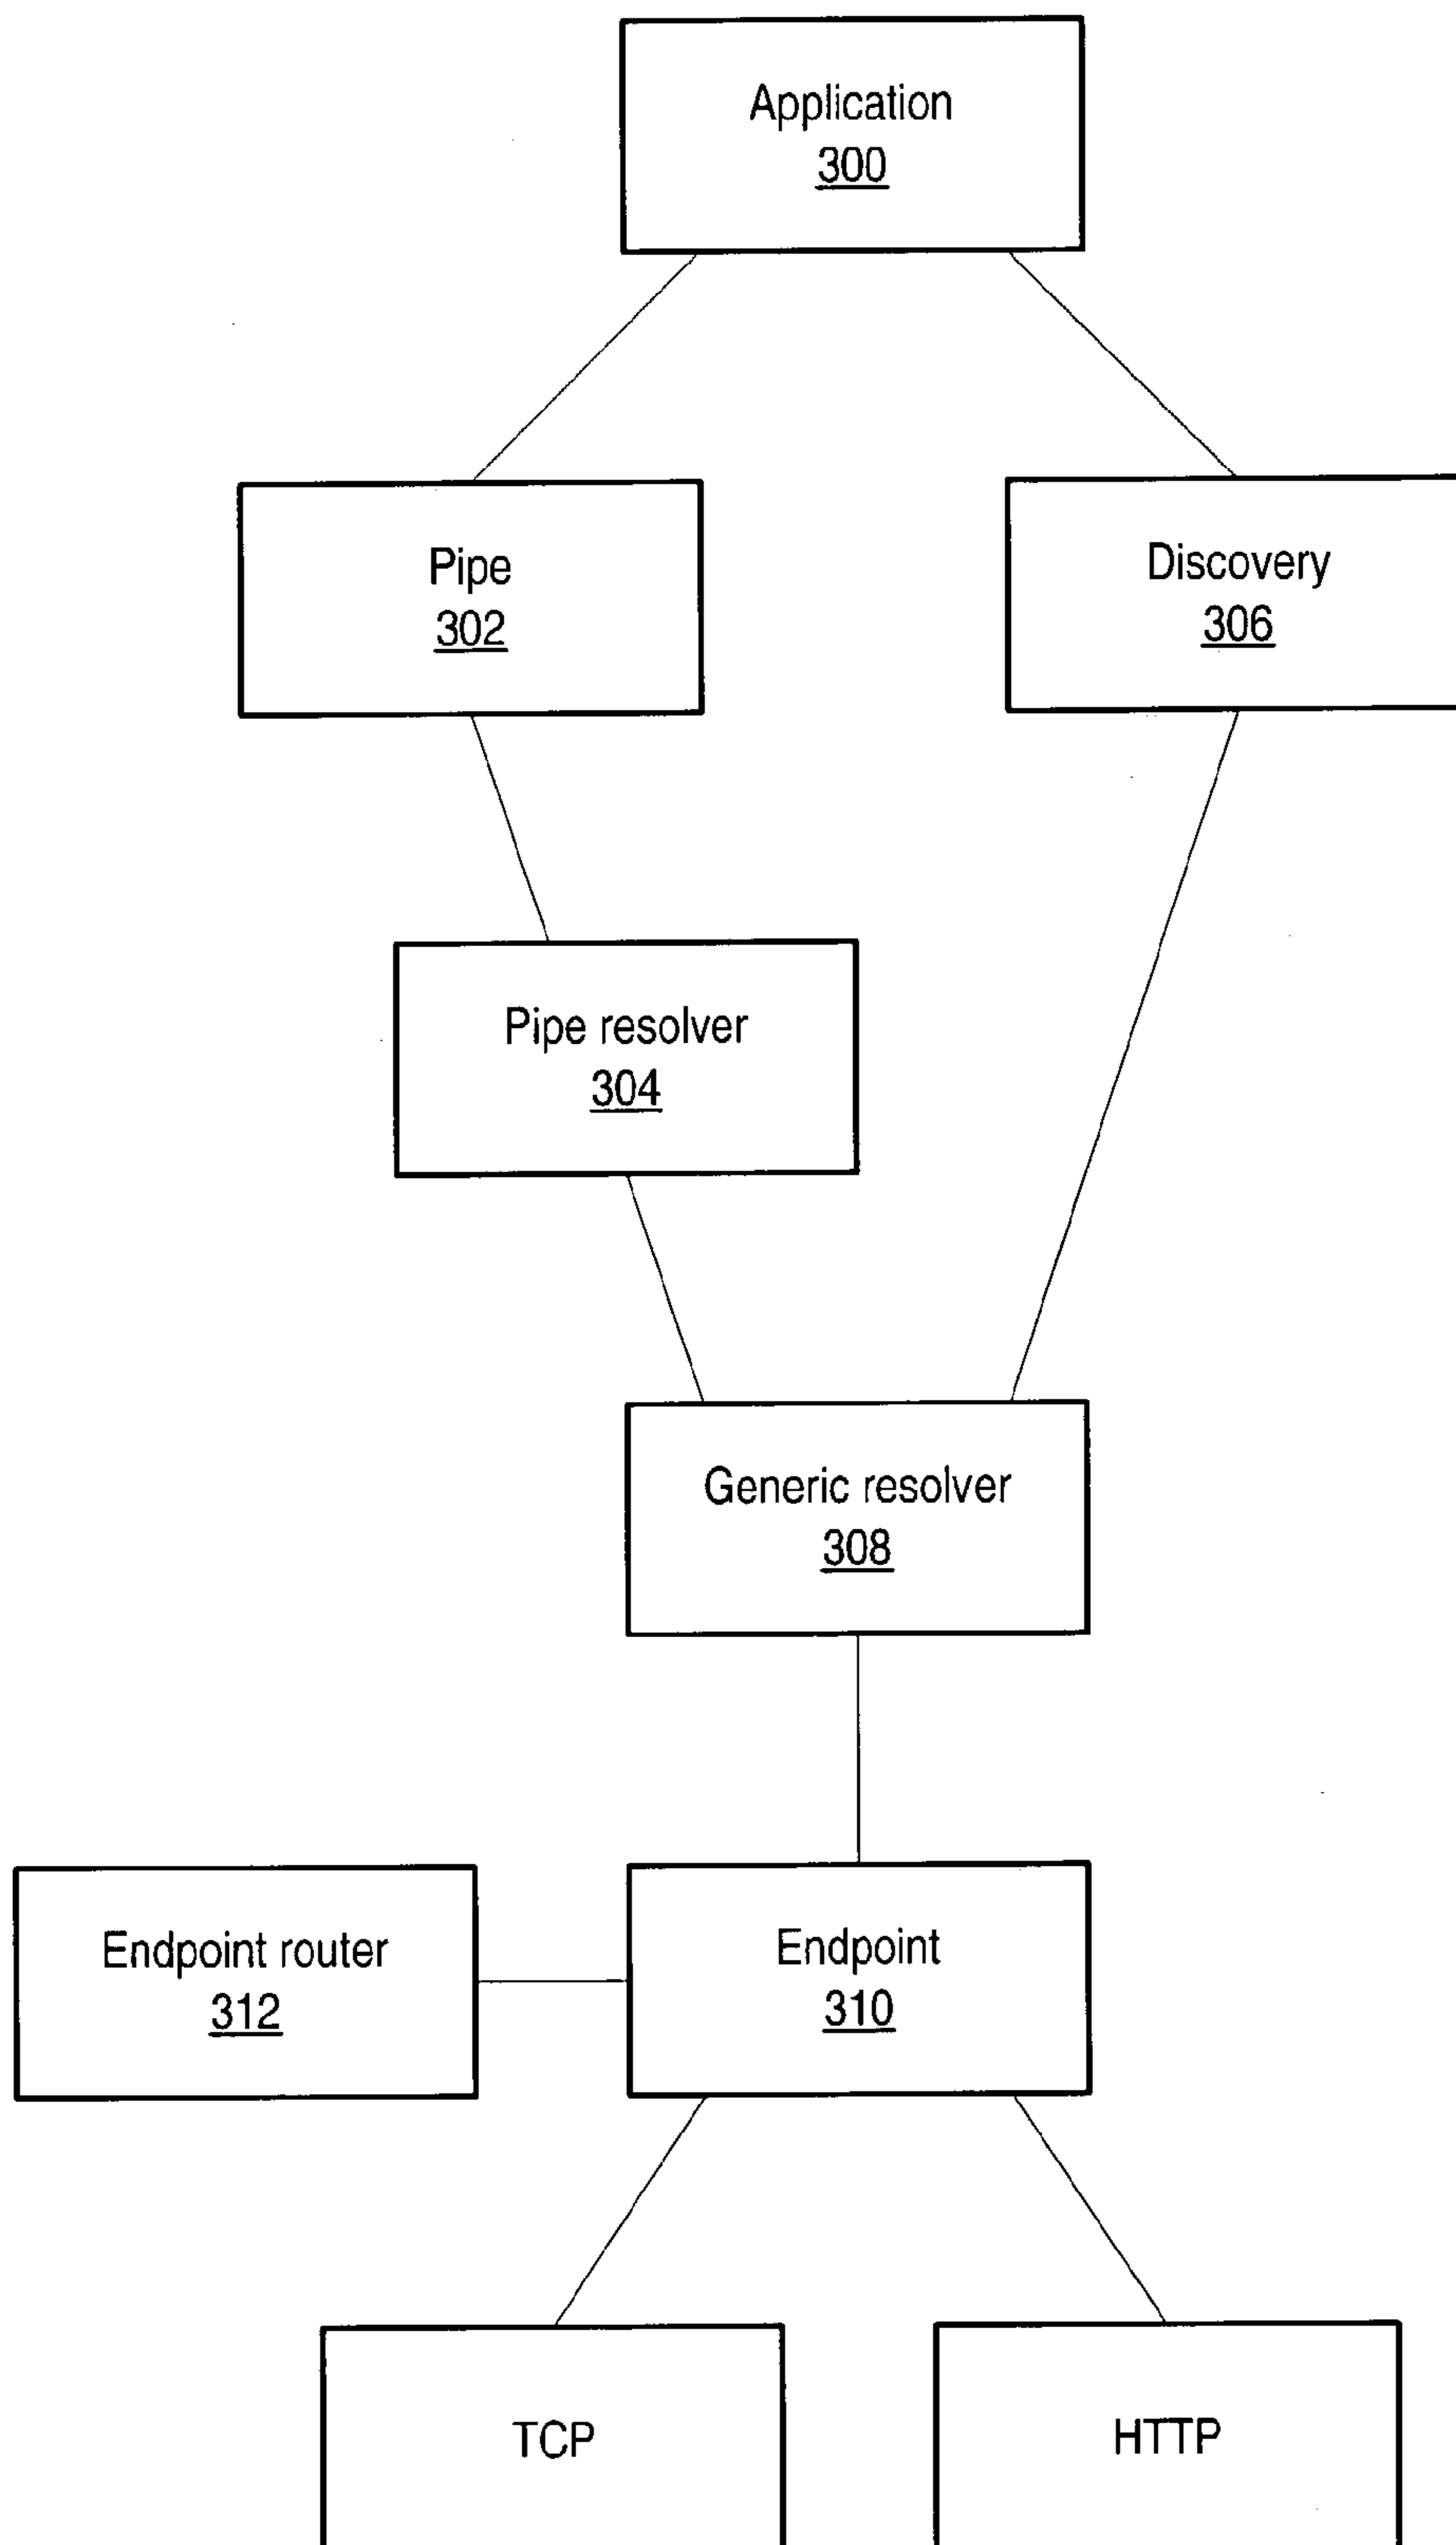 Application
300
Pipe
302
Discovery
306
Pipe resolver
304
Generic resolver
308
Endpoint router
312
Endpoint
310
TCP
HTTP